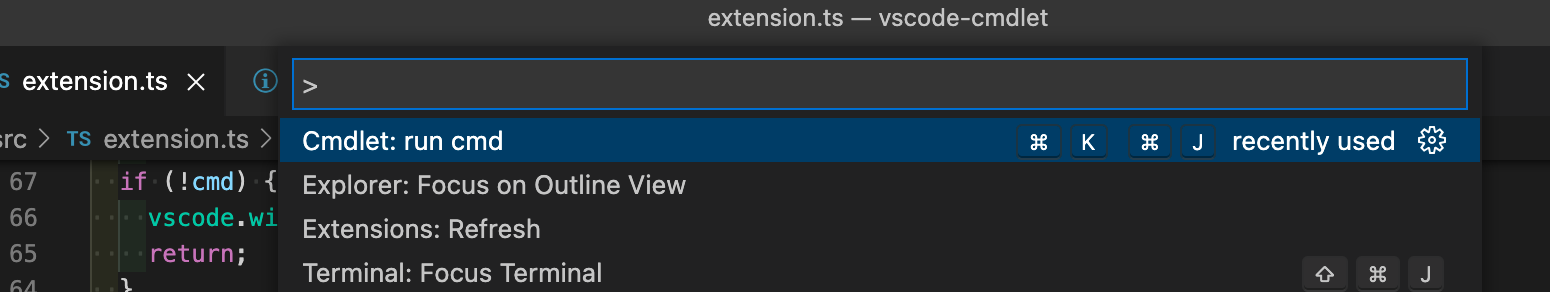 extension.ts — vscode-cmdlet
S extension.ts ×
>
src > TS extension.ts >
Cmdlet: run cmd ⌘ K ⌘ J recently used
67 if (!cmd) {
Explorer: Focus on Outline View
66 vscode.wi
Extensions: Refresh
65 return;
Terminal: Focus Terminal ⇧ ⌘ J
64 }